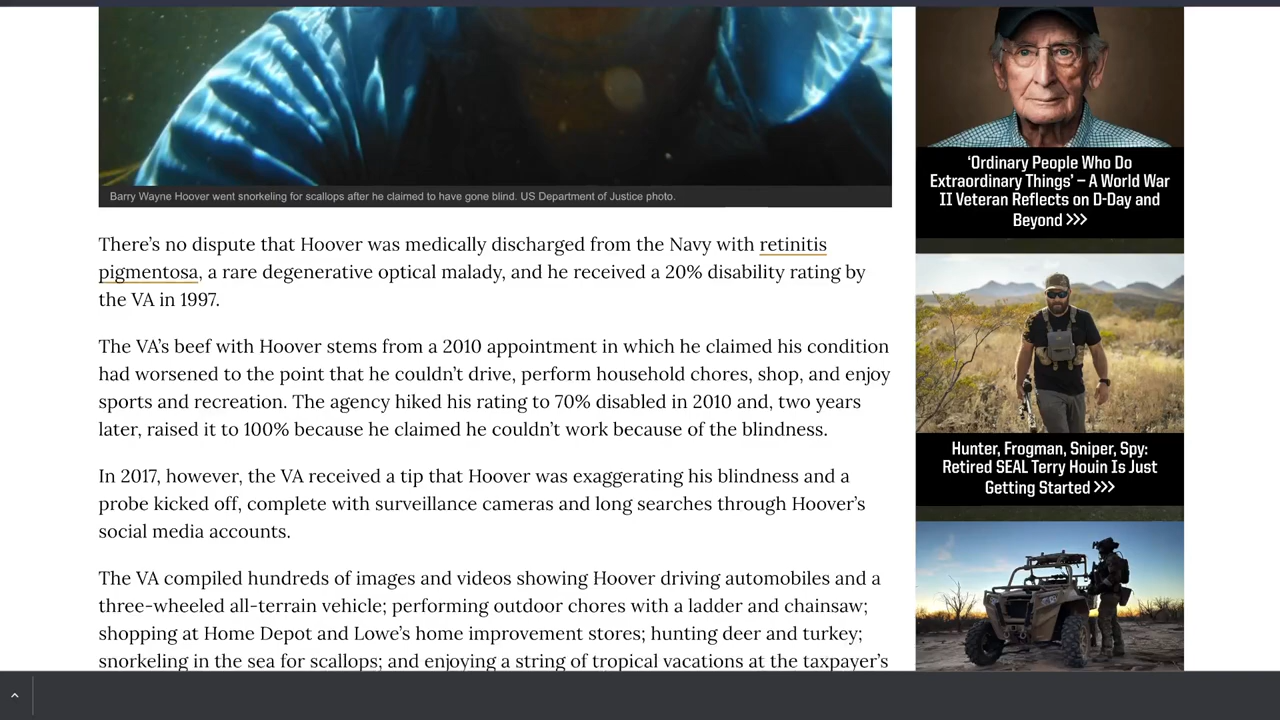 Barry Wayne Hoover went snorkeling for scallops after he claimed to have gone blind. US Department of Justice photo.
There’s no dispute that Hoover was medically discharged from the Navy with retinitis
pigmentosa, a rare degenerative optical malady, and he received a 20% disability rating by
the VA in 1997.
The VA’s beef with Hoover stems from a 2010 appointment in which he claimed his condition
had worsened to the point that he couldn’t drive, perform household chores, shop, and enjoy
sports and recreation. The agency hiked his rating to 70% disabled in 2010 and, two years
later, raised it to 100% because he claimed he couldn’t work because of the blindness.
In 2017, however, the VA received a tip that Hoover was exaggerating his blindness and a
probe kicked off, complete with surveillance cameras and long searches through Hoover’s
social media accounts.
The VA compiled hundreds of images and videos showing Hoover driving automobiles and a
three-wheeled all-terrain vehicle; performing outdoor chores with a ladder and chainsaw;
shopping at Home Depot and Lowe’s home improvement stores; hunting deer and turkey;
snorkeling in the sea for scallops; and enjoying a string of tropical vacations at the taxpayer’s
‘Ordinary People Who Do
Extraordinary Things’ – A World War
II Veteran Reflects on D-Day and
Beyond >>>
Hunter, Frogman, Sniper, Spy:
Retired SEAL Terry Houin Is Just
Getting Started >>>